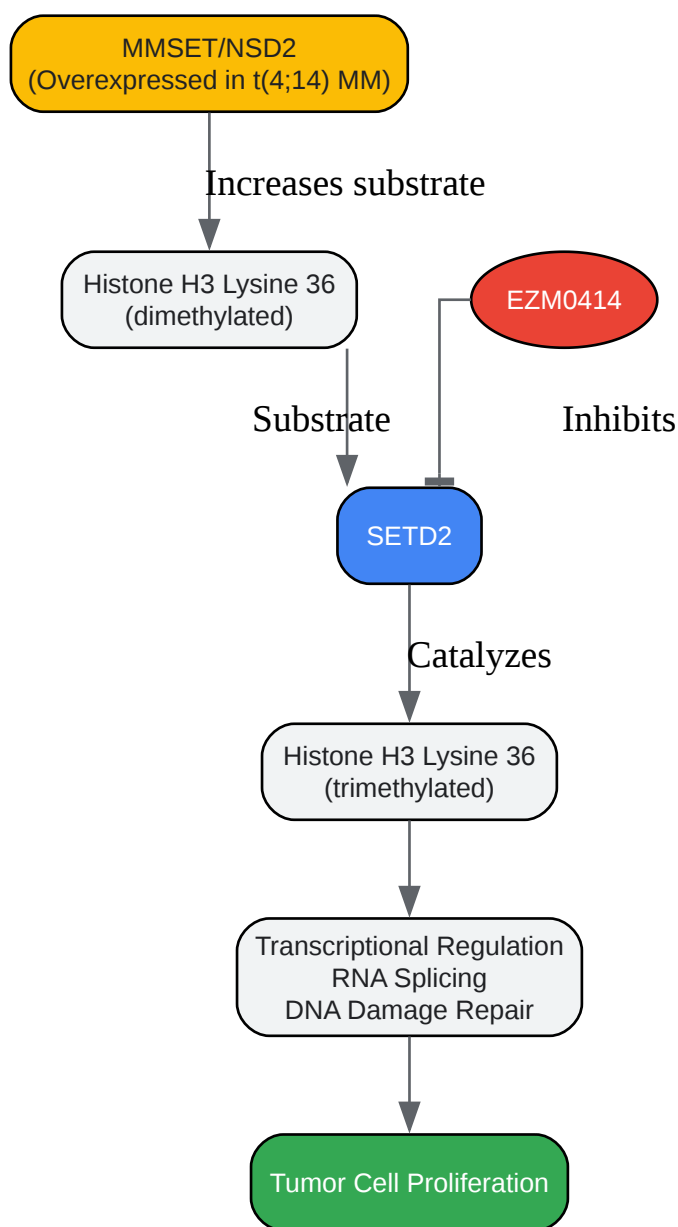 MMSET/NSD2
(Overexpressed in t(4;14) MM)
Increases substrate
Histone H3 Lysine 36
(dimethylated)
EZM0414
Substrate
Inhibits
SETD2
Catalyzes
Histone H3 Lysine 36
(trimethylated)
Transcriptional Regulation
RNA Splicing
DNA Damage Repair
Tumor Cell Proliferation